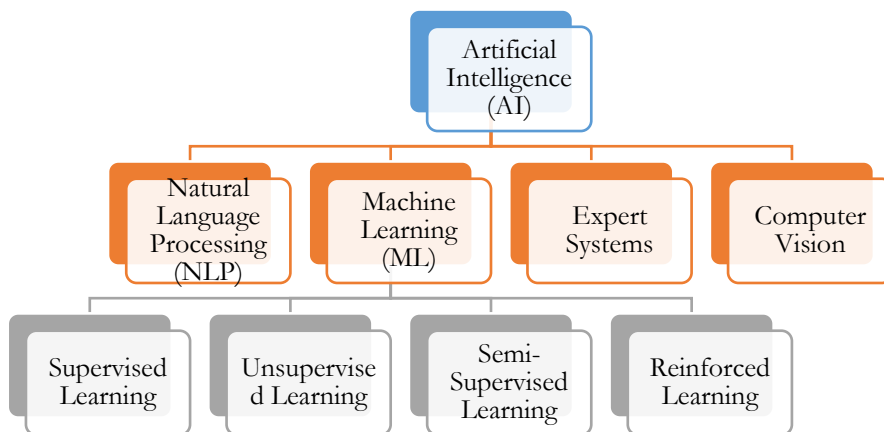 Artificial
Intelligence
(AI)
Natural
Language
Processing
(NLP)
Machine
Learning
(ML)
Expert
Systems
Computer
Vision
Supervised
Learning
Unsupervise
d Learning
Semi-
Supervised
Learning
Reinforced
Learning